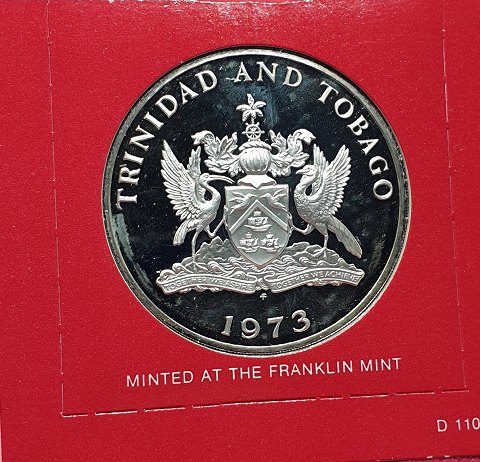 TRINIDAD AND TOBAGO
TOGETHER WE ASPIRE
TOGETHER WE ACHIEVE
1973
MINTED AT THE FRANKLIN MINT
D 110